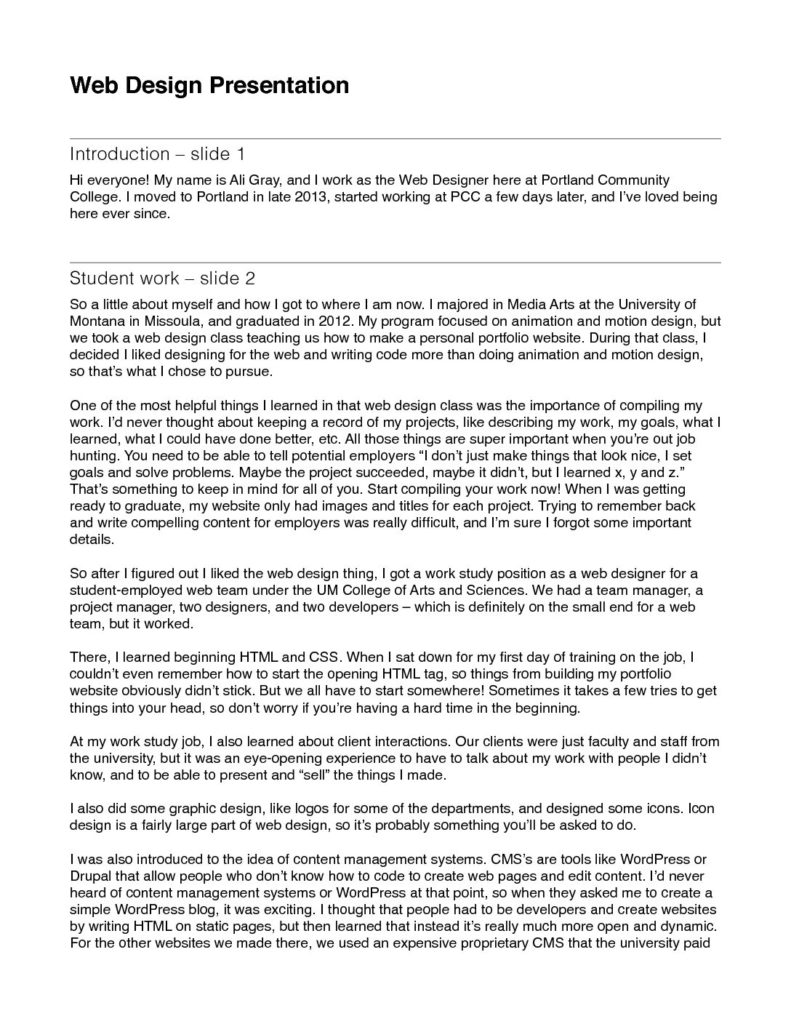 Web Design Presentation
Introduction – slide 1
Hi everyone! My name is Ali Gray, and I work as the Web Designer here at Portland Community
College. I moved to Portland in late 2013, started working at PCC a few days later, and I’ve loved being
here ever since.
Student work – slide 2
So a little about myself and how I got to where I am now. I majored in Media Arts at the University of
Montana in Missoula, and graduated in 2012. My program focused on animation and motion design, but
we took a web design class teaching us how to make a personal portfolio website. During that class, I
decided I liked designing for the web and writing code more than doing animation and motion design,
so that’s what I chose to pursue.
One of the most helpful things I learned in that web design class was the importance of compiling my
work. I’d never thought about keeping a record of my projects, like describing my work, my goals, what I
learned, what I could have done better, etc. All those things are super important when you’re out job
hunting. You need to be able to tell potential employers “I don’t just make things that look nice, I set
goals and solve problems. Maybe the project succeeded, maybe it didn’t, but I learned x, y and z.”
That’s something to keep in mind for all of you. Start compiling your work now! When I was getting
ready to graduate, my website only had images and titles for each project. Trying to remember back
and write compelling content for employers was really difficult, and I’m sure I forgot some important
details.
So after I figured out I liked the web design thing, I got a work study position as a web designer for a
student-employed web team under the UM College of Arts and Sciences. We had a team manager, a
project manager, two designers, and two developers – which is definitely on the small end for a web
team, but it worked.
There, I learned beginning HTML and CSS. When I sat down for my first day of training on the job, I
couldn’t even remember how to start the opening HTML tag, so things from building my portfolio
website obviously didn’t stick. But we all have to start somewhere! Sometimes it takes a few tries to get
things into your head, so don’t worry if you’re having a hard time in the beginning.
At my work study job, I also learned about client interactions. Our clients were just faculty and staff from
the university, but it was an eye-opening experience to have to talk about my work with people I didn’t
know, and to be able to present and “sell” the things I made.
I also did some graphic design, like logos for some of the departments, and designed some icons. Icon
design is a fairly large part of web design, so it’s probably something you’ll be asked to do.
I was also introduced to the idea of content management systems. CMS’s are tools like WordPress or
Drupal that allow people who don’t know how to code to create web pages and edit content. I’d never
heard of content management systems or WordPress at that point, so when they asked me to create a
simple WordPress blog, it was exciting. I thought that people had to be developers and create websites
by writing HTML on static pages, but then learned that instead it’s really much more open and dynamic.
For the other websites we made there, we used an expensive proprietary CMS that the university paid